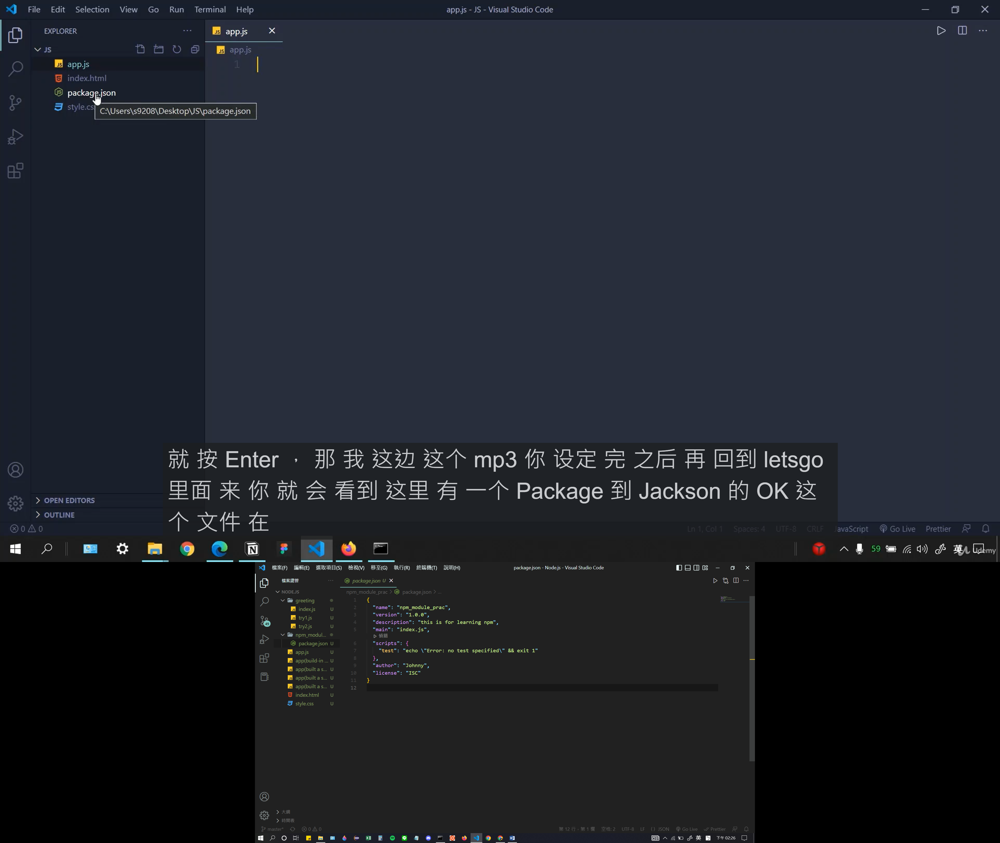 File Edit Selection View Go Run Terminal Help
app.js - JS - Visual Studio Code
EXPLORER
JS
app.js
index.html
package.json
style.cs
C:\Users\s9208\Desktop\JS\package.json
app.js
app.js
1
就 按 Enter ， 那 我 这边 这个 mp3 你 设定 完 之后 再 回到 letsgo
里面 来 你 就 会 看到 这里 有 一个 Package 到 Jackson 的 OK 这
个 文件 在
OPEN EDITORS
OUTLINE
0 0
Ln 1, Col 1 Spaces: 4 UTF-8 CRLF avaScript Go Live Prettier
59 英
檔案(F) 編輯(E) 選取項目(S) 檢視(V) 移至(G) 執行(R) 終端機(T) 說明(H)
package.json - Node.js - Visual Studio Code
檔案總管
NODE.JS
greeting
index.js U
try1.js U
try2.js U
npm_modul...
package.json U
app.js U
app(build-in ... U
app(built a s... U
app(built a s... U
app(built a s... U
index.html U
style.css U
49
大綱
時間表
package.json U
npm_module_prac > package.json > ...
1 {
2 "name": "npm_module_prac",
3 "version": "1.0.0",
4 "description": "this is for learning npm",
5 "main": "index.js",
偵錯
6 "scripts": {
7 "test": "echo \"Error: no test specified\" && exit 1"
8 },
9 "author": "Johnny",
10 "license": "ISC"
11 }
12
master* 0 0
第 12 行，第 1 欄 空格: 2 UTF-8 LF {} JSON Go Live Prettier
英 下午 02:26